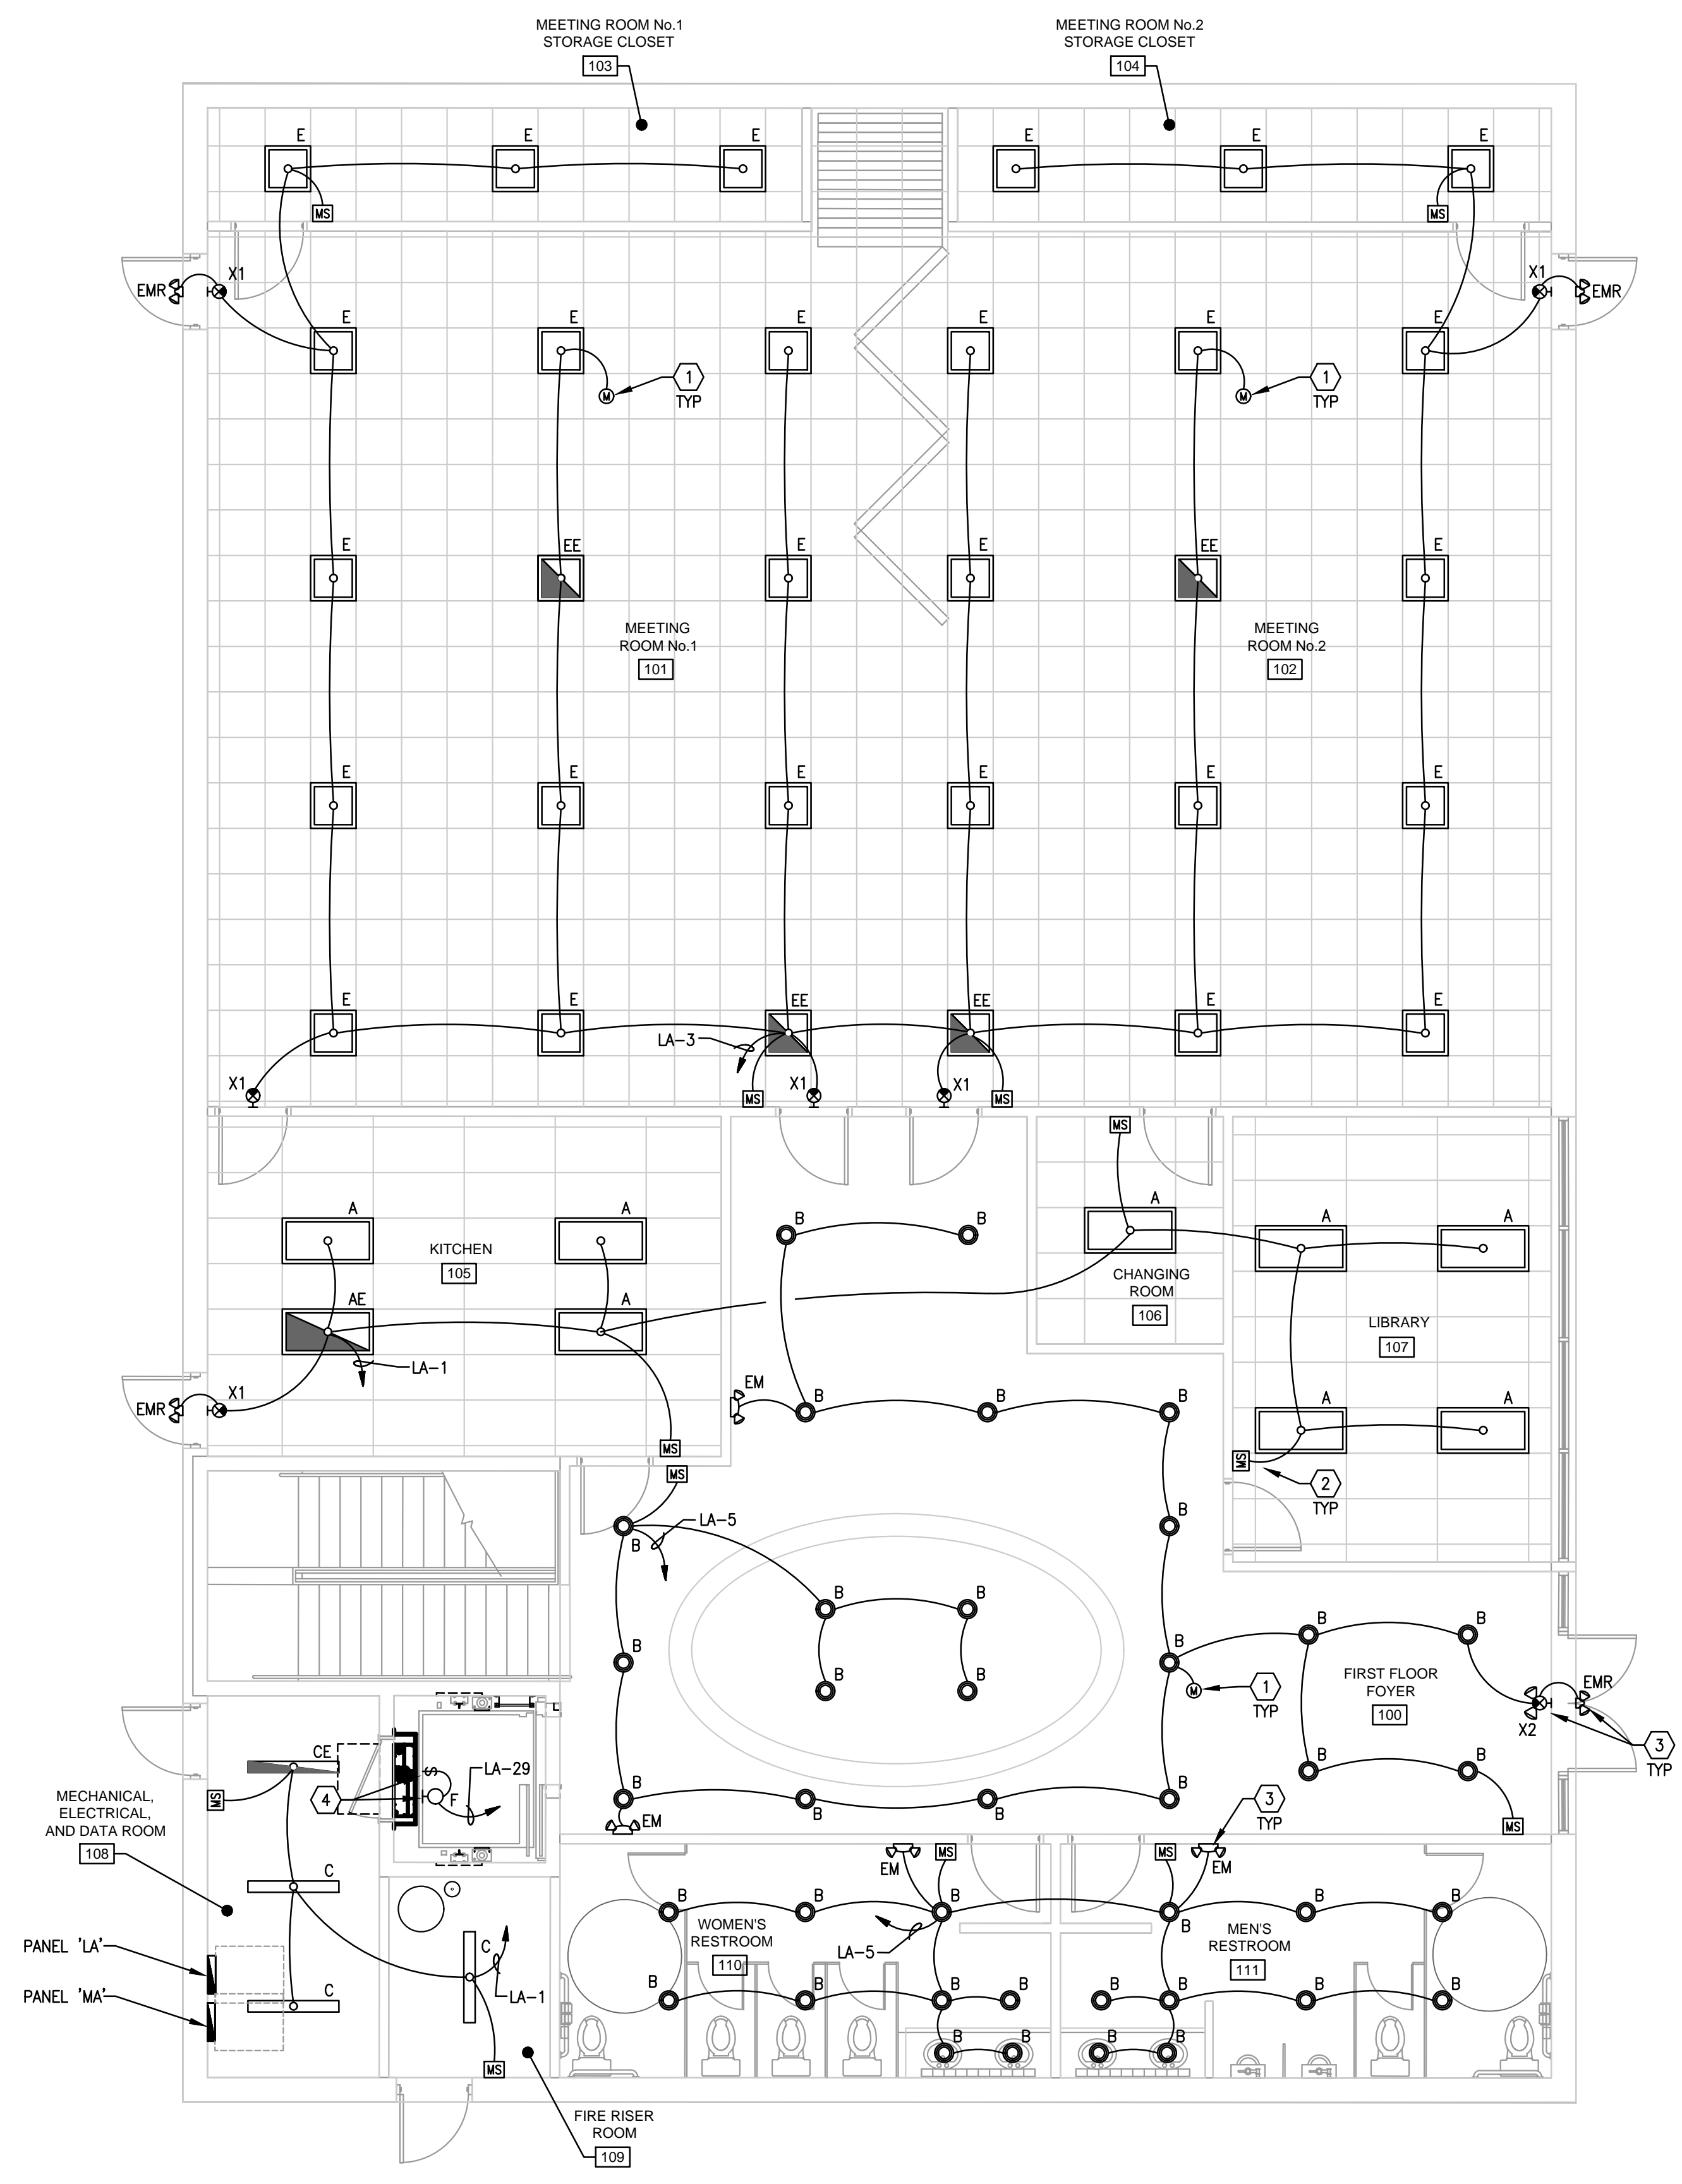 MEETING ROOM No.1
STORAGE CLOSET
103
MEETING ROOM No.2
STORAGE CLOSET
104
E
E
E
E
E
E
MS
MS
X1
EMR
X1
EMR
E
E
E
E
E
E
M
1
TYP
M
1
TYP
E
EE
E
E
EE
E
MEETING
ROOM No.1
101
MEETING
ROOM No.2
102
E
E
E
E
E
E
E
E
EE
EE
E
E
LA-3
X1
MS
X1
X1
MS
MS
A
A
KITCHEN
105
AE
A
LA-1
X1
EMR
MS
B
B
A
CHANGING
ROOM
106
A
A
LIBRARY
107
A
A
MS
2
TYP
EM
B
B
B
MS
B
LA-5
B
B
B
B
B
B
B
M
1
TYP
B
B
FIRST FLOOR
FOYER
100
X2
EMR
3
TYP
B
B
MS
B
EM
B
B
B
CE
MS
4
S
F
LA-29
MECHANICAL,
ELECTRICAL,
AND DATA ROOM
108
C
C
C
LA-1
MS
PANEL 'LA'
PANEL 'MA'
FIRE RISER
ROOM
109
EM
MS
MS
EM
3
TYP
B
B
B
B
B
B
WOMEN'S
RESTROOM
110
LA-5
MEN'S
RESTROOM
111
B
B
B
B
B
B
B
B
B
B
B
B